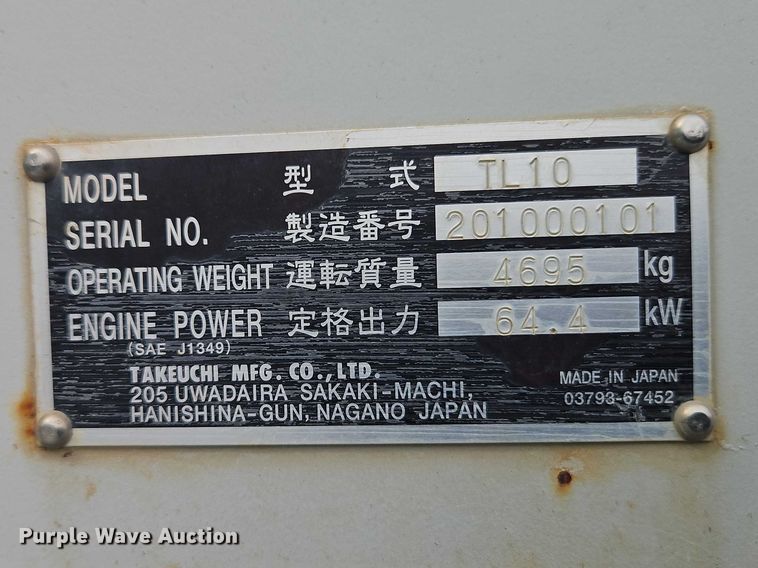 MODEL 型式 TL10
SERIAL NO. 製造番号 201000101
OPERATING WEIGHT 運転質量 4695 kg
ENGINE POWER 定格出力 64.4 kW
(SAE J1349)
TAKEUCHI MFG. CO., LTD.
205 UWADAIRA SAKAKI-MACHI,
HANISHINA-GUN, NAGANO JAPAN
MADE IN JAPAN
03793-67452
Purple Wave Auction